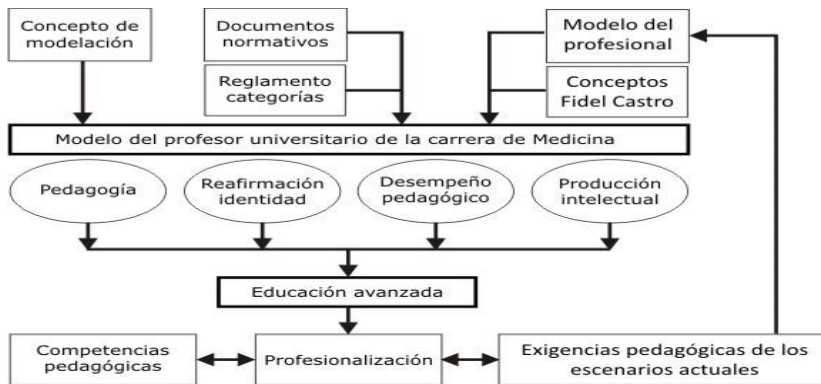 Concepto de
modelación
Documentos
normativos
Modelo del
profesional
Reglamento
categorías
Conceptos
Fidel Castro
Modelo del profesor universitario de la carrera de Medicina
Pedagogía
Reafirmación
identidad
Desempeño
pedagógico
Producción
intelectual
Educación avanzada
Competencias
pedagógicas
Profesionalización
Exigencias pedagógicas de los
escenarios actuales